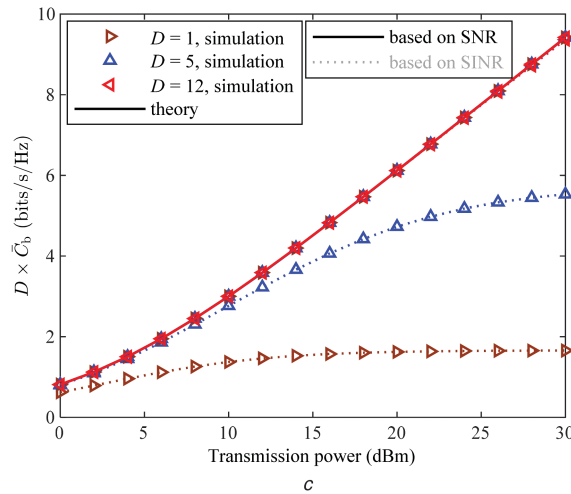 10
8
6
4
2
0
D × C̄b (bits/s/Hz)
D = 1, simulation
D = 5, simulation
D = 12, simulation
theory
based on SNR
based on SINR
0 5 10 15 20 25 30
Transmission power (dBm)
c